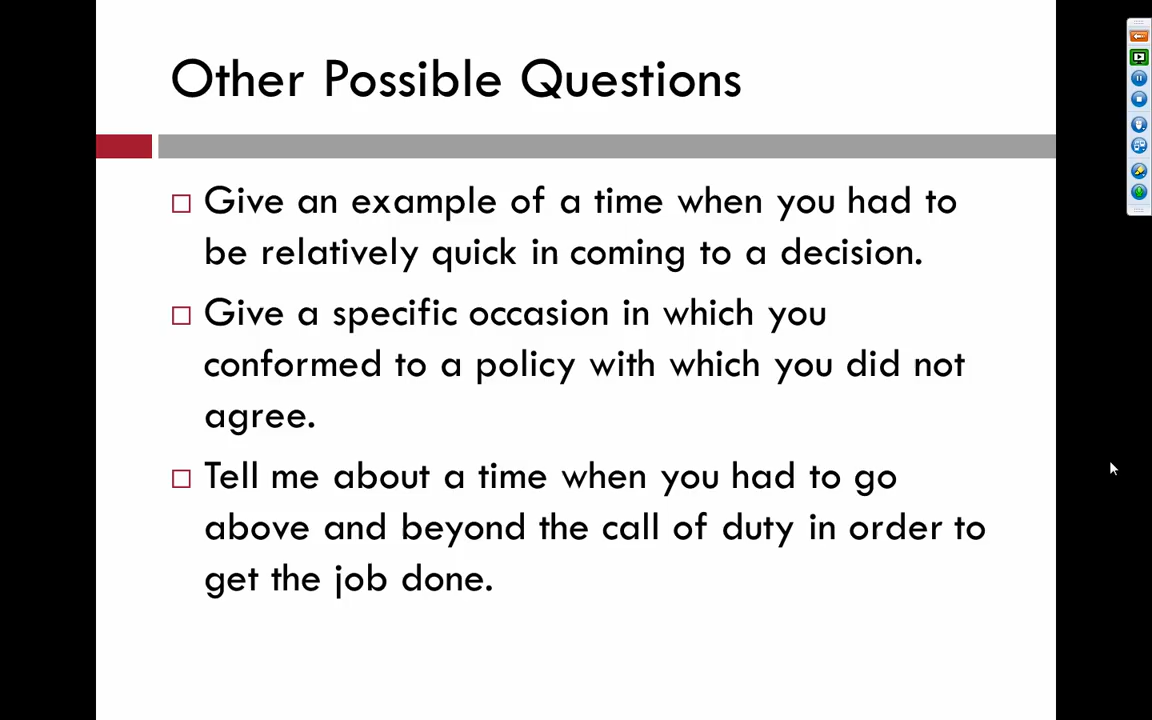 Other Possible Questions
Give an example of a time when you had to
be relatively quick in coming to a decision.
Give a specific occasion in which you
conformed to a policy with which you did not
agree.
Tell me about a time when you had to go
above and beyond the call of duty in order to
get the job done.